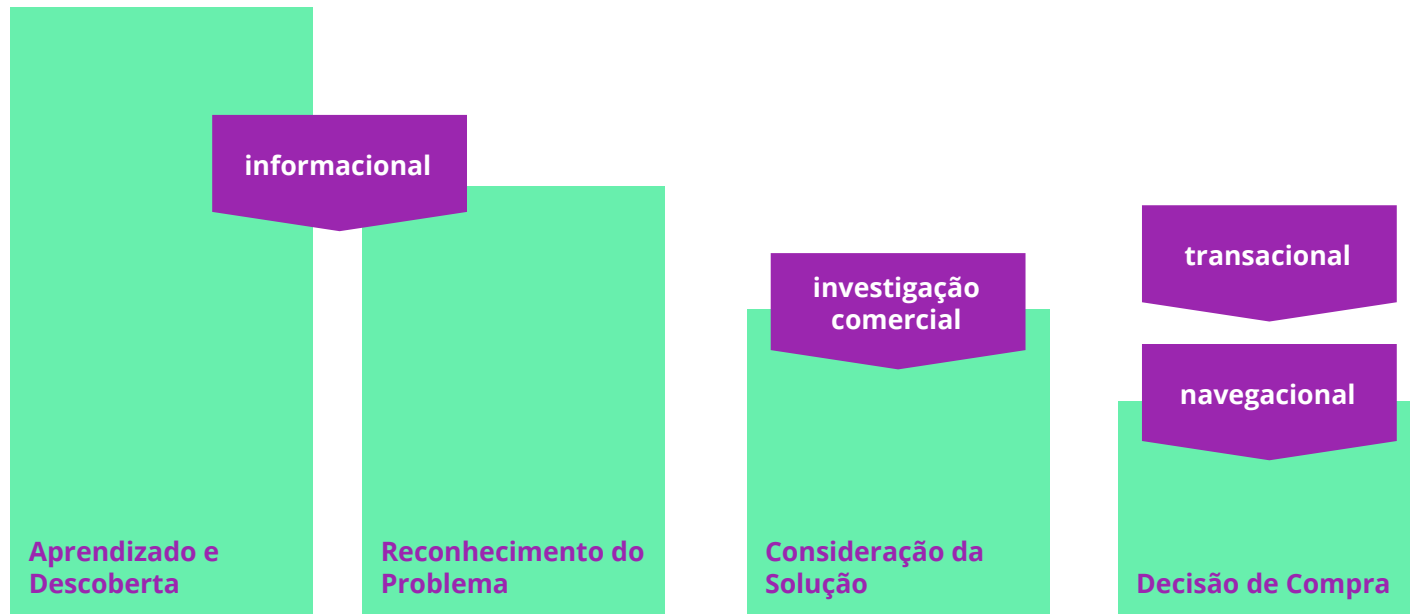 informacional
investigação
comercial
transacional
navegacional
Aprendizado e
Descoberta
Reconhecimento do
Problema
Consideração da
Solução
Decisão de Compra